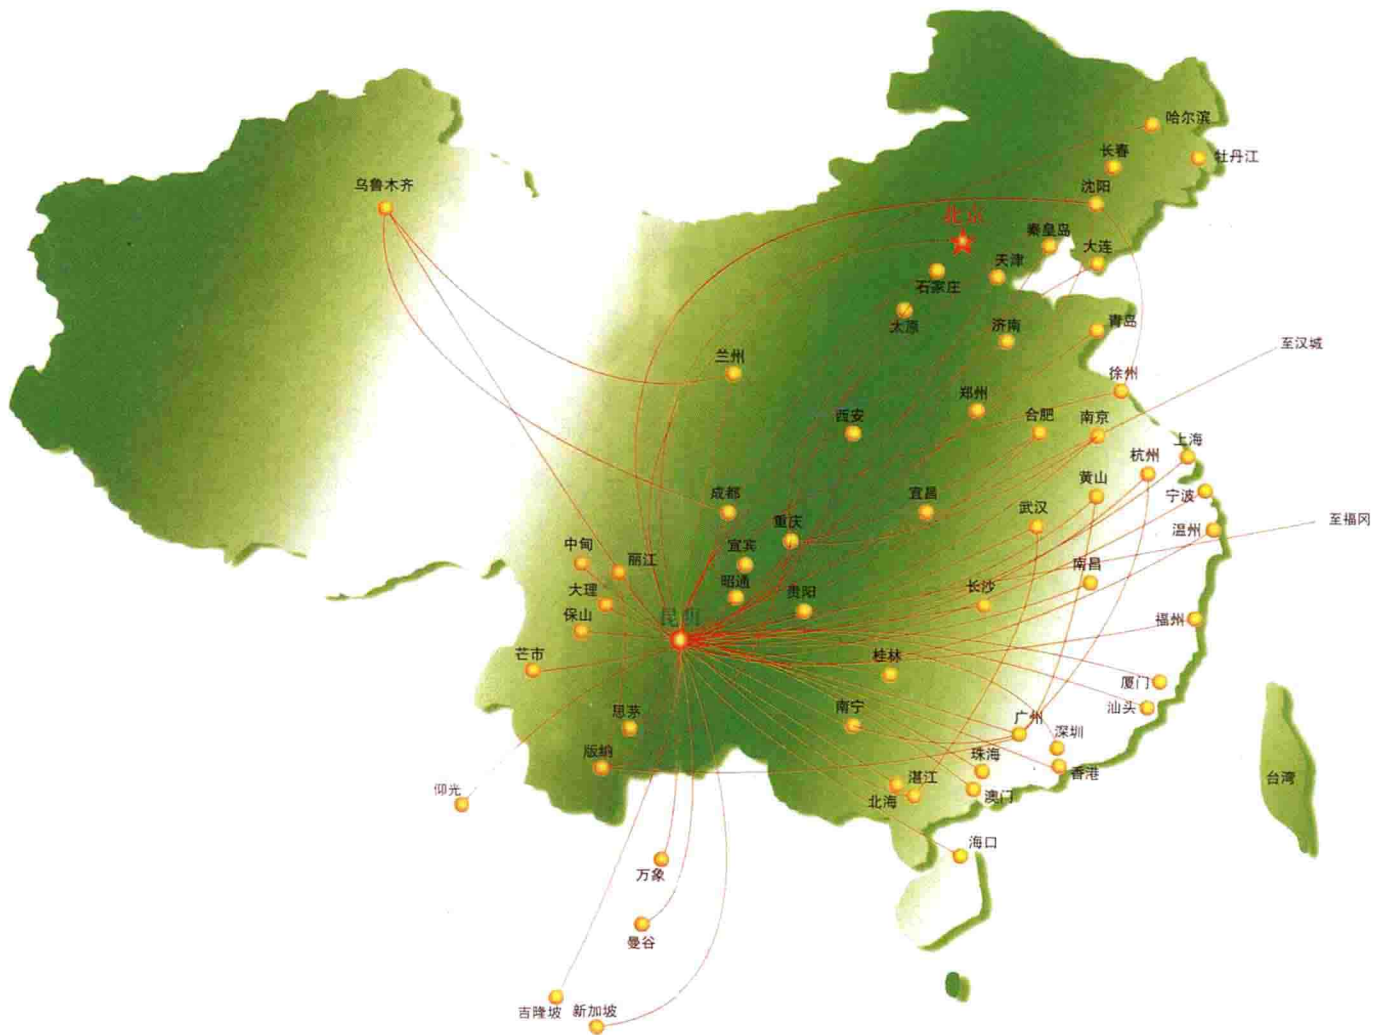 哈尔滨
长春
牡丹江
乌鲁木齐
沈阳
北京
秦皇岛
大连
天津
石家庄
太原
济南
青岛
至汉城
兰州
徐州
郑州
西安
合肥
南京
上海
杭州
成都
宜昌
黄山
宁波
武汉
重庆
至福冈
温州
中甸
宜宾
丽江
南昌
昭通
大理
贵阳
长沙
保山
昆明
福州
芒市
桂林
厦门
思茅
南宁
汕头
广州
深圳
版纳
珠海
香港
湛江
台湾
仰光
北海
澳门
海口
万象
曼谷
吉隆坡
新加坡